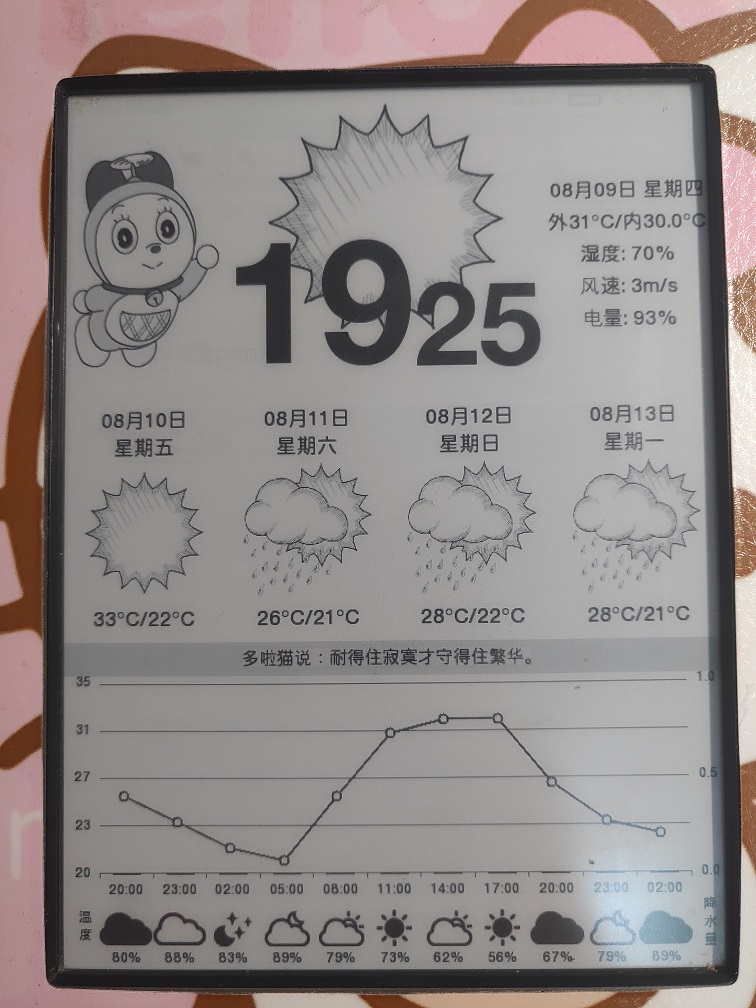 08月09日 星期四
外31°C/内30.0°C
湿度: 70%
风速: 3m/s
电量: 93%
1925
08月10日 08月11日 08月12日 08月13日
星期五 星期六 星期日 星期一
33°C/22°C 26°C/21°C 28°C/22°C 28°C/21°C
多啦猫说：耐得住寂寞才守得住繁华。
35 1.0
31
27 0.5
23
20 0.0
20:00 23:00 02:00 05:00 08:00 11:00 14:00 17:00 20:00 23:00 02:00
温度 降水量
80% 88% 83% 89% 79% 73% 62% 56% 67% 79% 89%